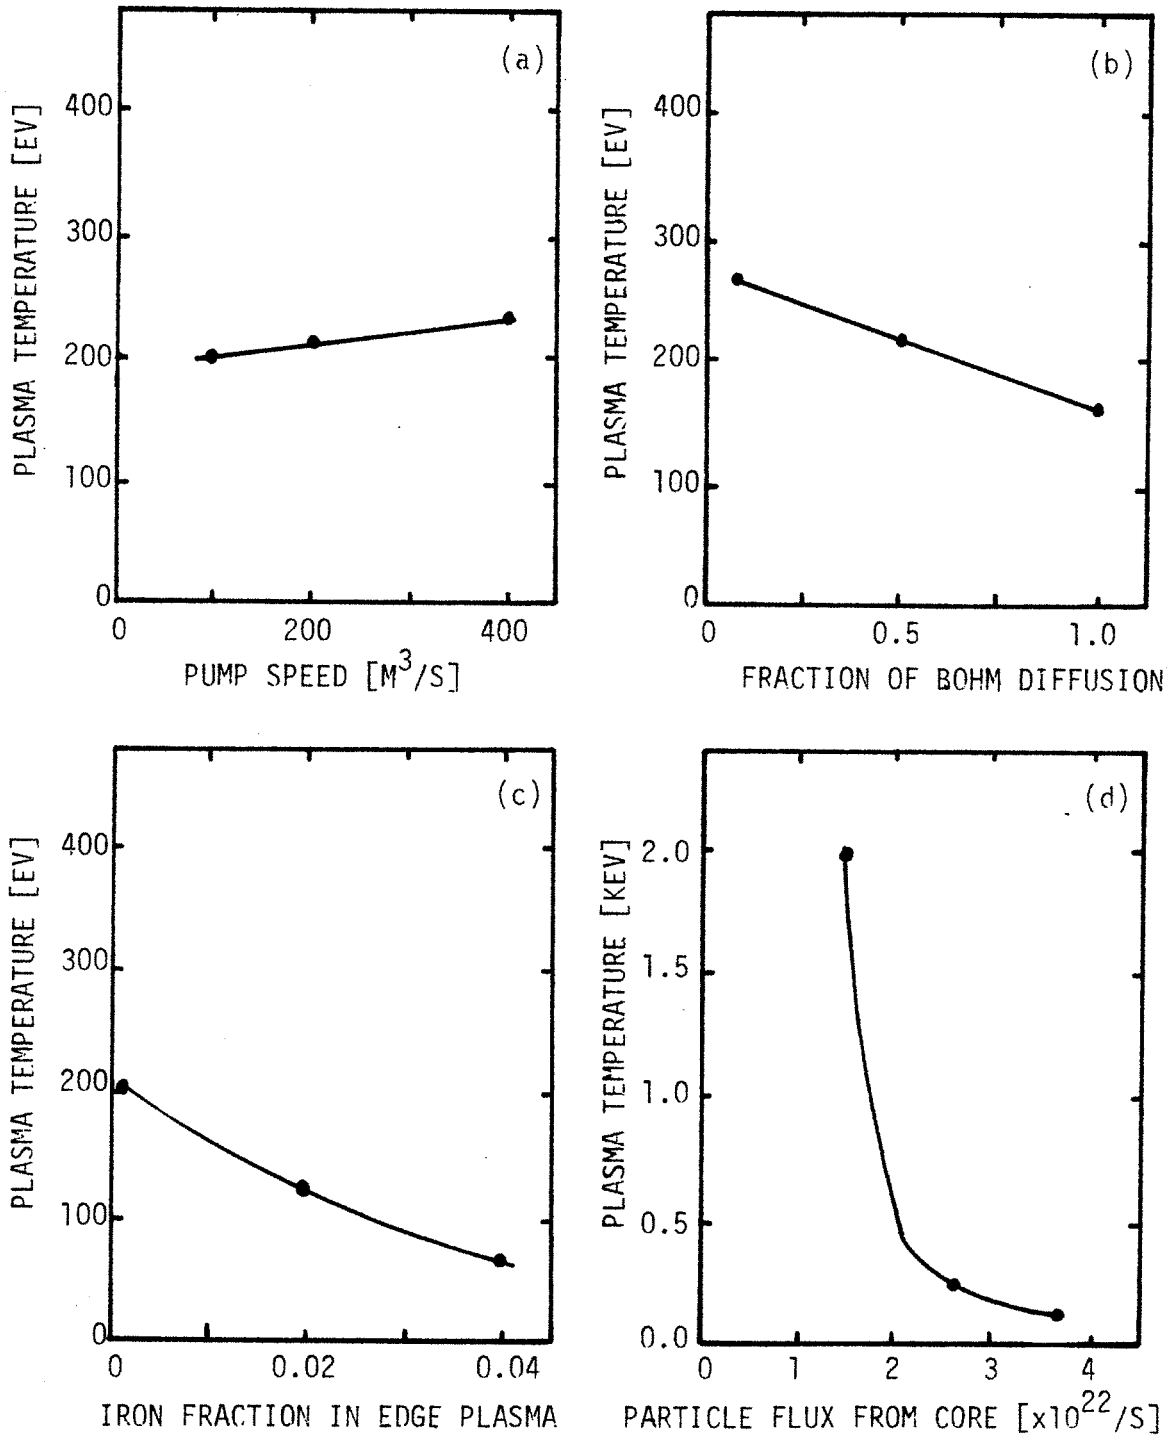 (a)
PLASMA TEMPERATURE [EV]
400
300
200
100
0
0 200 400
PUMP SPEED [M³/S]
(b)
PLASMA TEMPERATURE [EV]
400
300
200
100
0
0 0.5 1.0
FRACTION OF BOHM DIFFUSION
(c)
PLASMA TEMPERATURE [EV]
400
300
200
100
0
0 0.02 0.04
IRON FRACTION IN EDGE PLASMA
(d)
PLASMA TEMPERATURE [KEV]
2.0
1.5
1.0
0.5
0.0
0 1 2 3 4
PARTICLE FLUX FROM CORE [x10²²/S]